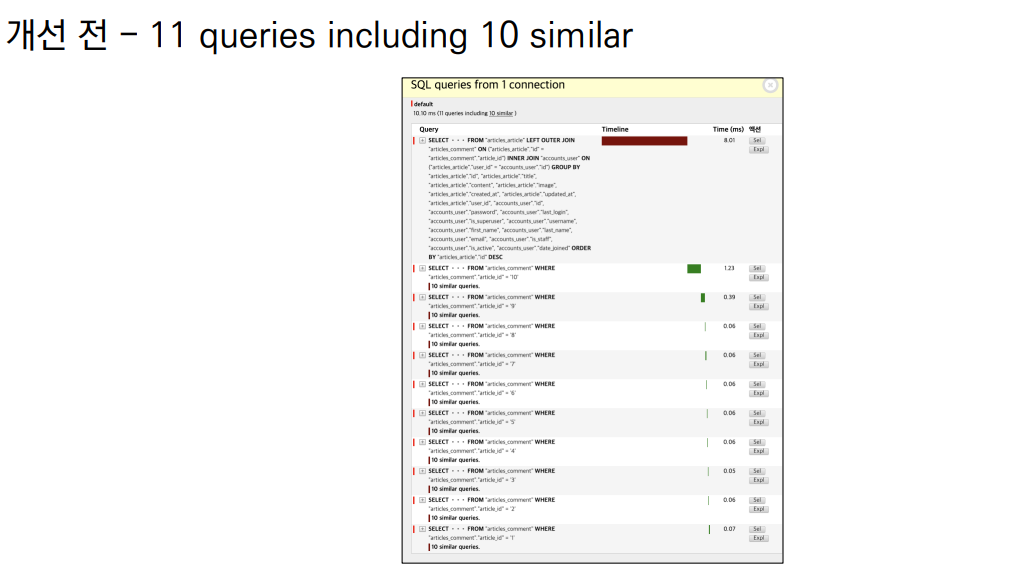 개선 전 – 11 queries including 10 similar
SQL queries from 1 connection
default
10.10 ms (11 queries including 10 similar )
Query Timeline Time (ms) 액션
SELECT ••• FROM "articles_article" LEFT OUTER JOIN 8.01 Sel
"articles_comment" ON ("articles_article"."id" = Expl
"articles_comment"."article_id") INNER JOIN "accounts_user" ON
("articles_article"."user_id" = "accounts_user"."id") GROUP BY
"articles_article"."id", "articles_article"."title",
"articles_article"."content", "articles_article"."image",
"articles_article"."created_at", "articles_article"."updated_at",
"articles_article"."user_id", "accounts_user"."id",
"accounts_user"."password", "accounts_user"."last_login",
"accounts_user"."is_superuser", "accounts_user"."username",
"accounts_user"."first_name", "accounts_user"."last_name",
"accounts_user"."email", "accounts_user"."is_staff",
"accounts_user"."is_active", "accounts_user"."date_joined" ORDER
BY "articles_article"."id" DESC
SELECT ••• FROM "articles_comment" WHERE 1.23 Sel
"articles_comment"."article_id" = '10' Expl
10 similar queries.
SELECT ••• FROM "articles_comment" WHERE 0.39 Sel
"articles_comment"."article_id" = '9' Expl
10 similar queries.
SELECT ••• FROM "articles_comment" WHERE 0.06 Sel
"articles_comment"."article_id" = '8' Expl
10 similar queries.
SELECT ••• FROM "articles_comment" WHERE 0.06 Sel
"articles_comment"."article_id" = '7' Expl
10 similar queries.
SELECT ••• FROM "articles_comment" WHERE 0.06 Sel
"articles_comment"."article_id" = '6' Expl
10 similar queries.
SELECT ••• FROM "articles_comment" WHERE 0.06 Sel
"articles_comment"."article_id" = '5' Expl
10 similar queries.
SELECT ••• FROM "articles_comment" WHERE 0.06 Sel
"articles_comment"."article_id" = '4' Expl
10 similar queries.
SELECT ••• FROM "articles_comment" WHERE 0.05 Sel
"articles_comment"."article_id" = '3' Expl
10 similar queries.
SELECT ••• FROM "articles_comment" WHERE 0.06 Sel
"articles_comment"."article_id" = '2' Expl
10 similar queries.
SELECT ••• FROM "articles_comment" WHERE 0.07 Sel
"articles_comment"."article_id" = '1' Expl
10 similar queries.